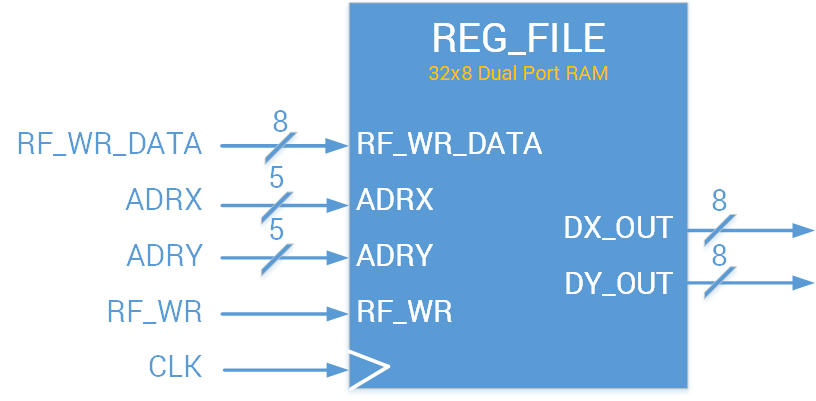 REG_FILE
32x8 Dual Port RAM
RF_WR_DATA 8 RF_WR_DATA
ADRX 5 ADRX
ADRY 5 ADRY
RF_WR RF_WR
CLK
DX_OUT 8
DY_OUT 8